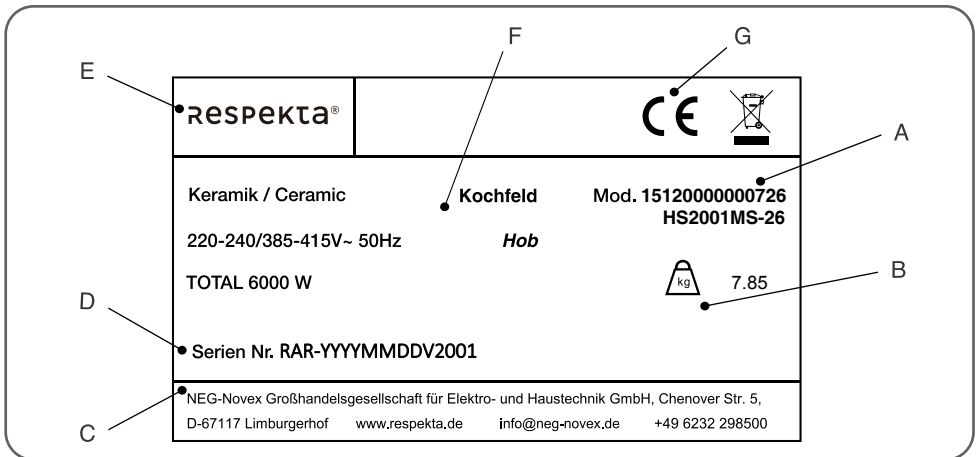 F
G
E
ʀespekta®
CE
A
Keramik / Ceramic Kochfeld Mod. 15120000000726
HS2001MS-26
220-240/385-415V~ 50Hz Hob
B
TOTAL 6000 W kg 7.85
D
Serien Nr. RAR-YYYYMMDDV2001
NEG-Novex Großhandelsgesellschaft für Elektro- und Haustechnik GmbH, Chenover Str. 5,
C
D-67117 Limburgerhof www.respekta.de info@neg-novex.de +49 6232 298500